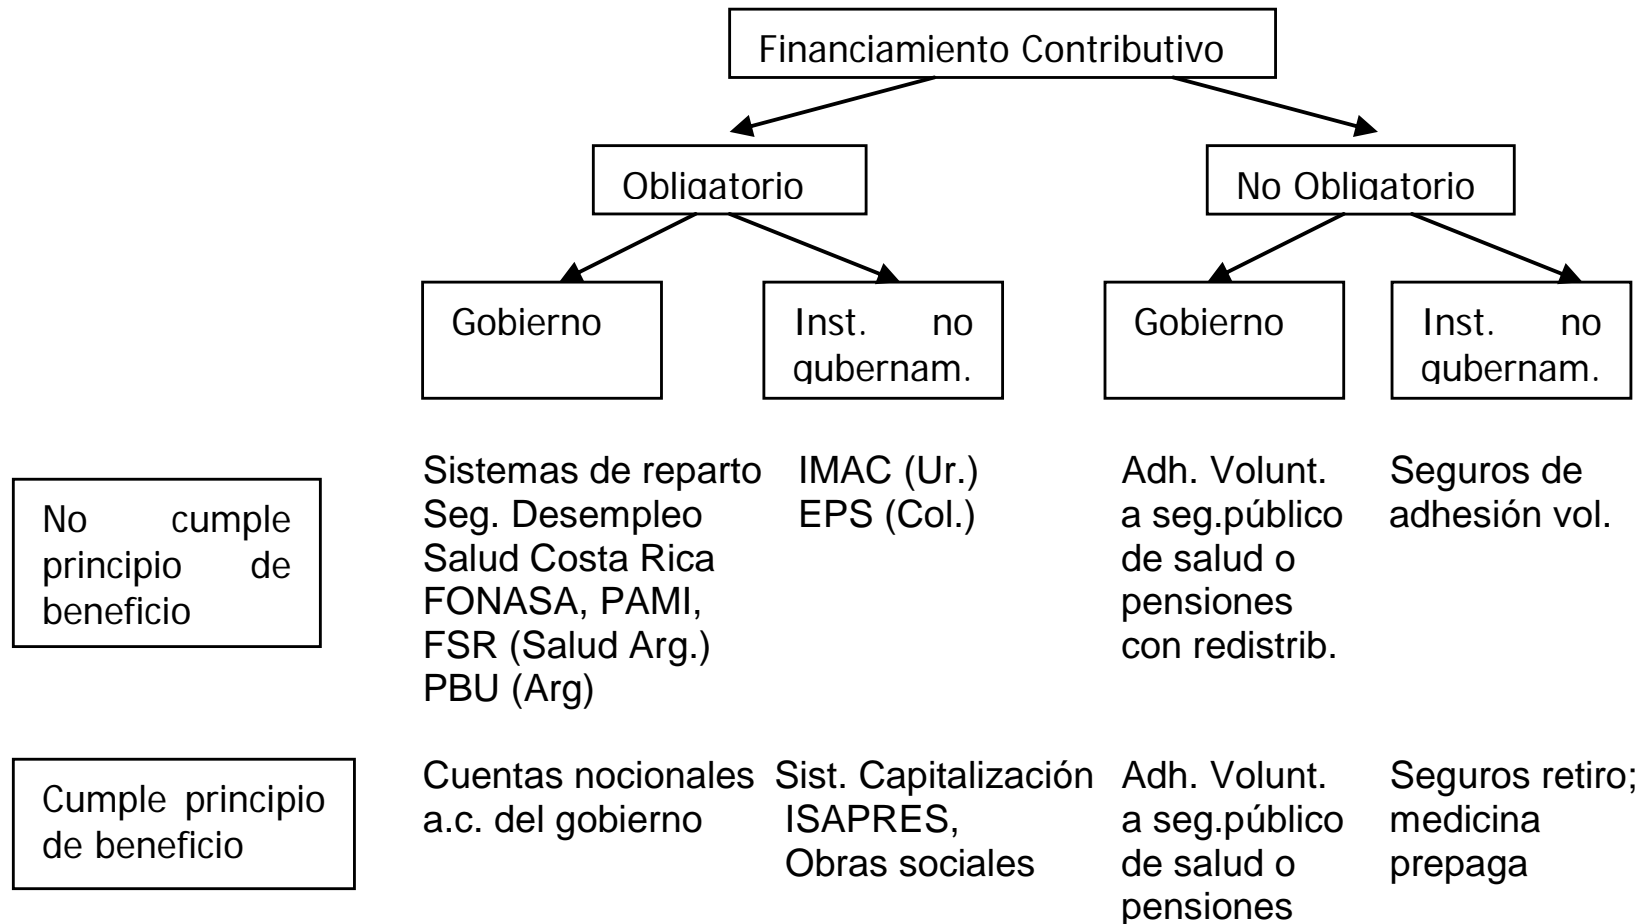 Financiamiento Contributivo
Obligatorio
No Obligatorio
Gobierno
Inst. no
gubernam.
Gobierno
Inst. no
gubernam.
No cumple
principio de
beneficio
Sistemas de reparto
Seg. Desempleo
Salud Costa Rica
FONASA, PAMI,
FSR (Salud Arg.)
PBU (Arg)
IMAC (Ur.)
EPS (Col.)
Adh. Volunt.
a seg.público
de salud o
pensiones
con redistrib.
Seguros de
adhesión vol.
Cumple principio
de beneficio
Cuentas nocionales
a.c. del gobierno
Sist. Capitalización
ISAPRES,
Obras sociales
Adh. Volunt.
a seg.público
de salud o
pensiones
Seguros retiro;
medicina
prepaga